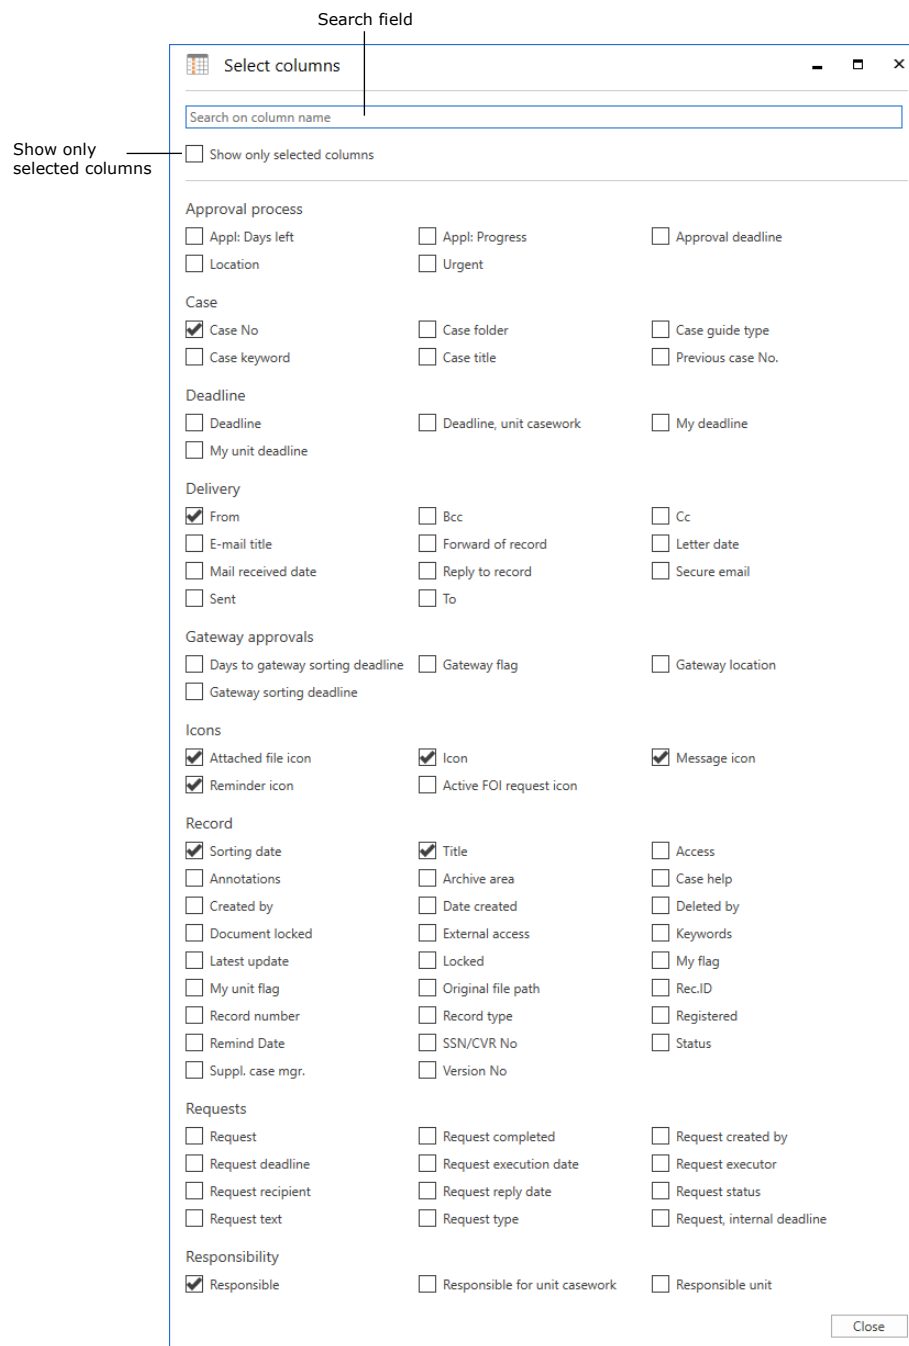 Search field
Select columns
Search on column name
Show only
selected columns
Show only selected columns
Approval process
Appl: Days left Appl: Progress Approval deadline
Location Urgent
Case
Case No Case folder Case guide type
Case keyword Case title Previous case No.
Deadline
Deadline Deadline, unit casework My deadline
My unit deadline
Delivery
From Bcc Cc
E-mail title Forward of record Letter date
Mail received date Reply to record Secure email
Sent To
Gateway approvals
Days to gateway sorting deadline Gateway flag Gateway location
Gateway sorting deadline
Icons
Attached file icon Icon Message icon
Reminder icon Active FOI request icon
Record
Sorting date Title Access
Annotations Archive area Case help
Created by Date created Deleted by
Document locked External access Keywords
Latest update Locked My flag
My unit flag Original file path Rec.ID
Record number Record type Registered
Remind Date SSN/CVR No Status
Suppl. case mgr. Version No
Requests
Request Request completed Request created by
Request deadline Request execution date Request executor
Request recipient Request reply date Request status
Request text Request type Request, internal deadline
Responsibility
Responsible Responsible for unit casework Responsible unit
Close